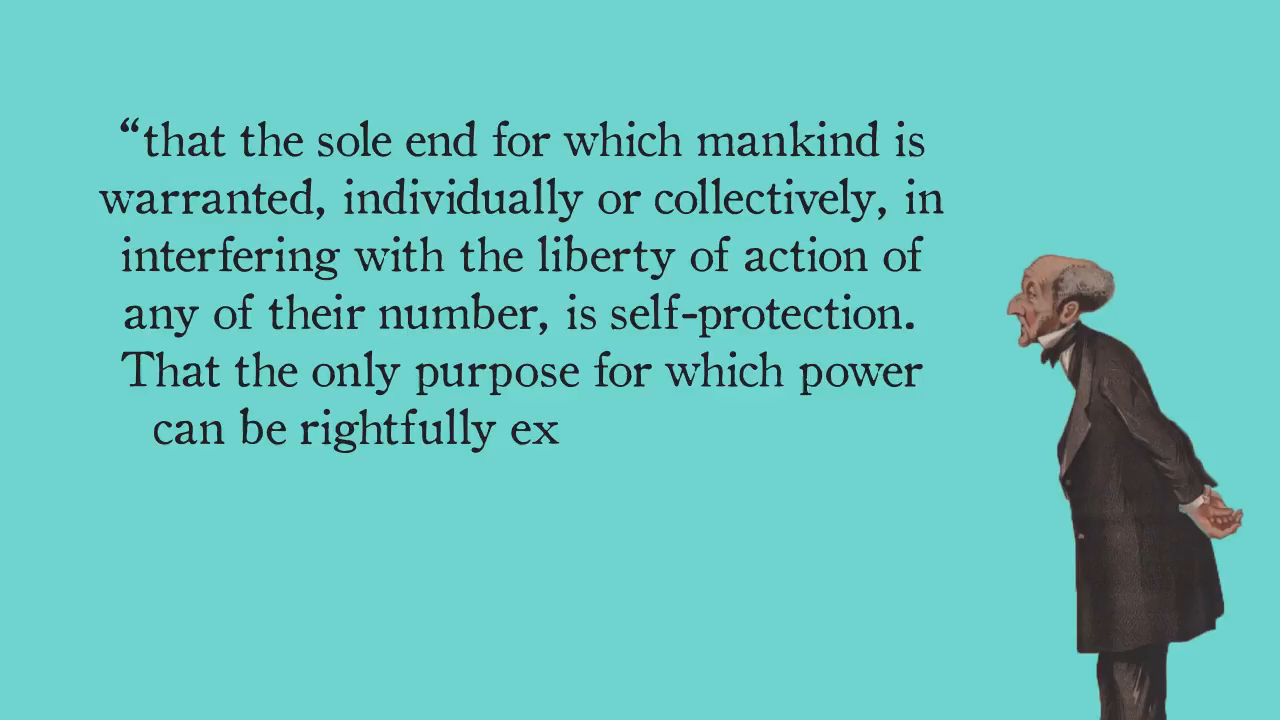 “that the sole end for which mankind is
warranted, individually or collectively, in
interfering with the liberty of action of
any of their number, is self-protection.
That the only purpose for which power
can be rightfully ex